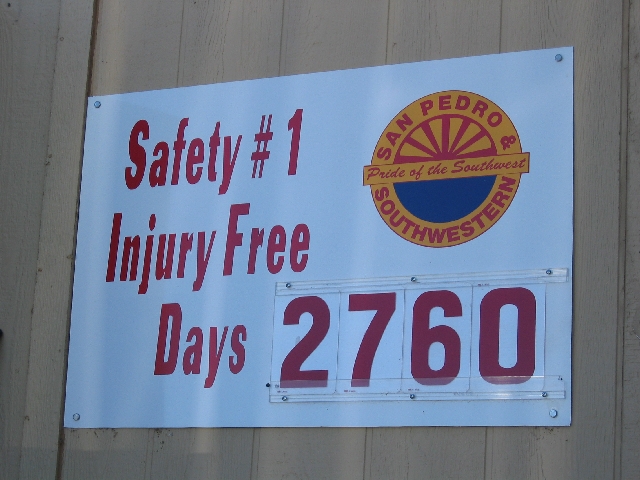 Safety # 1
Injury Free
Days 2760
SAN PEDRO &
Pride of the Southwest
SOUTHWESTERN